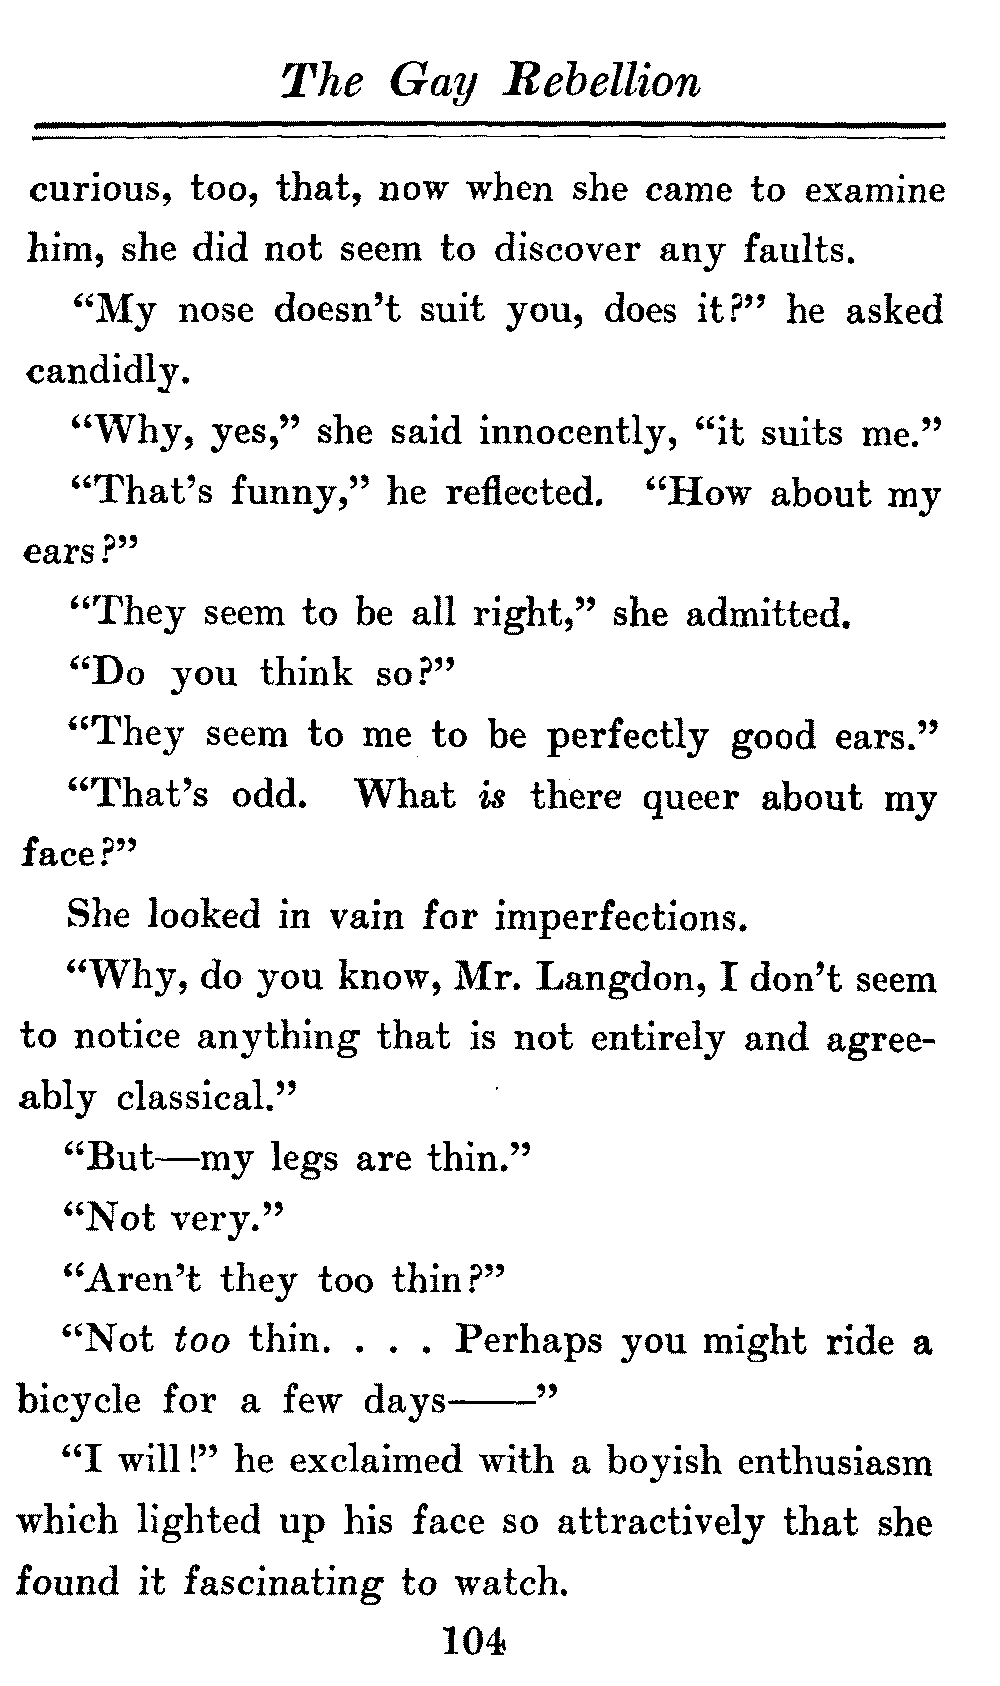 The Gay Rebellion
curious, too, that, now when she came to examine
him, she did not seem to discover any faults.
“My nose doesn’t suit you, does it?” he asked
candidly.
“Why, yes,” she said innocently, “it suits me.”
“That’s funny,” he reflected. “How about my
ears?”
“They seem to be all right,” she admitted.
“Do you think so?”
“They seem to me to be perfectly good ears.”
“That’s odd. What is there queer about my
face?”
She looked in vain for imperfections.
“Why, do you know, Mr. Langdon, I don’t seem
to notice anything that is not entirely and agree-
ably classical.”
“But—my legs are thin.”
“Not very.”
“Aren’t they too thin?”
“Not too thin. . . . Perhaps you might ride a
bicycle for a few days——”
“I will!” he exclaimed with a boyish enthusiasm
which lighted up his face so attractively that she
found it fascinating to watch.
104